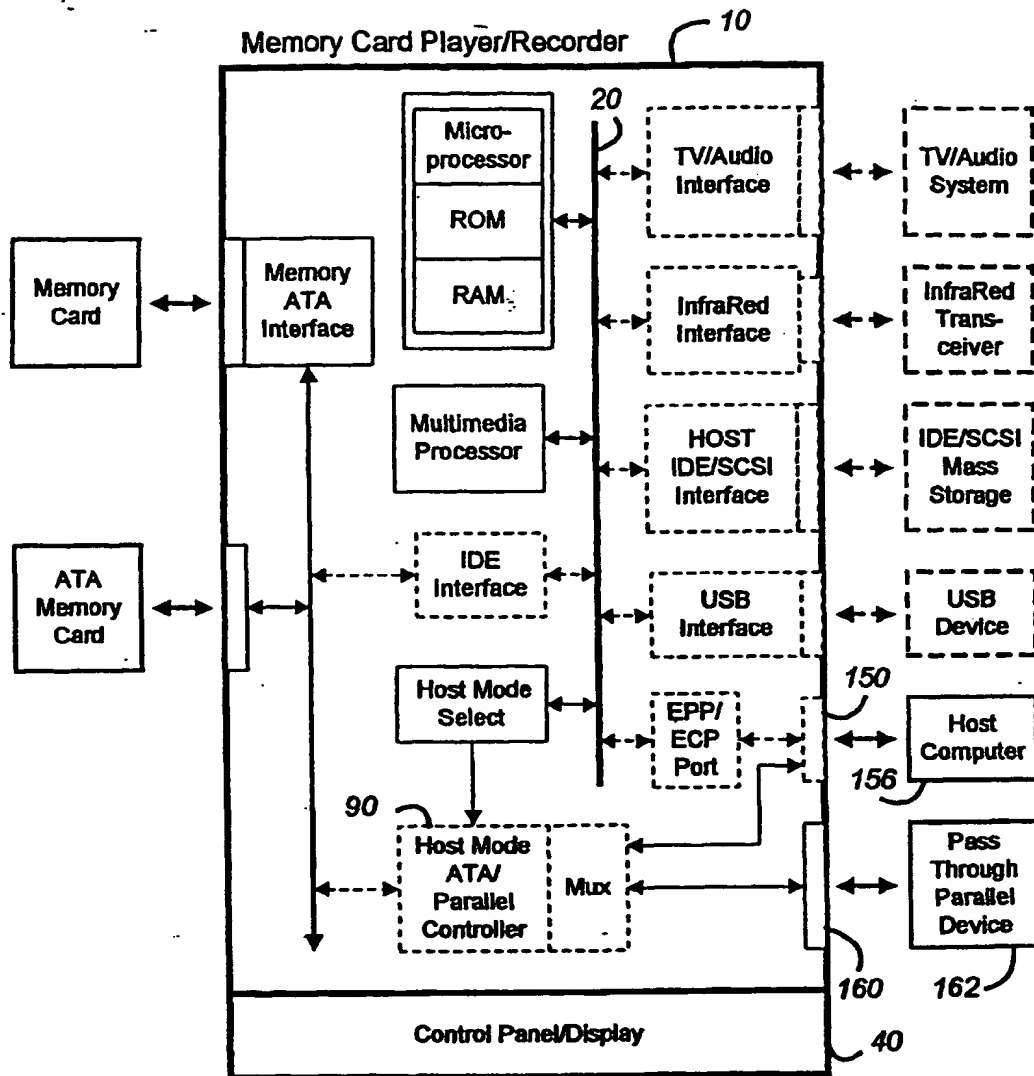 10
Memory Card Player/Recorder
20
Micro-
processor
ROM
RAM
TV/Audio
Interface
TV/Audio
System
Memory
Card
Memory
ATA
Interface
InfraRed
Interface
InfraRed
Trans-
ceiver
Multimedia
Processor
HOST
IDE/SCSI
Interface
IDE/SCSI
Mass
Storage
ATA
Memory
Card
IDE
Interface
USB
Interface
USB
Device
Host Mode
Select
EPP/
ECP
Port
150
Host
Computer
156
90
Host Mode
ATA/
Parallel
Controller
Mux
Pass
Through
Parallel
Device
160
162
Control Panel/Display
40